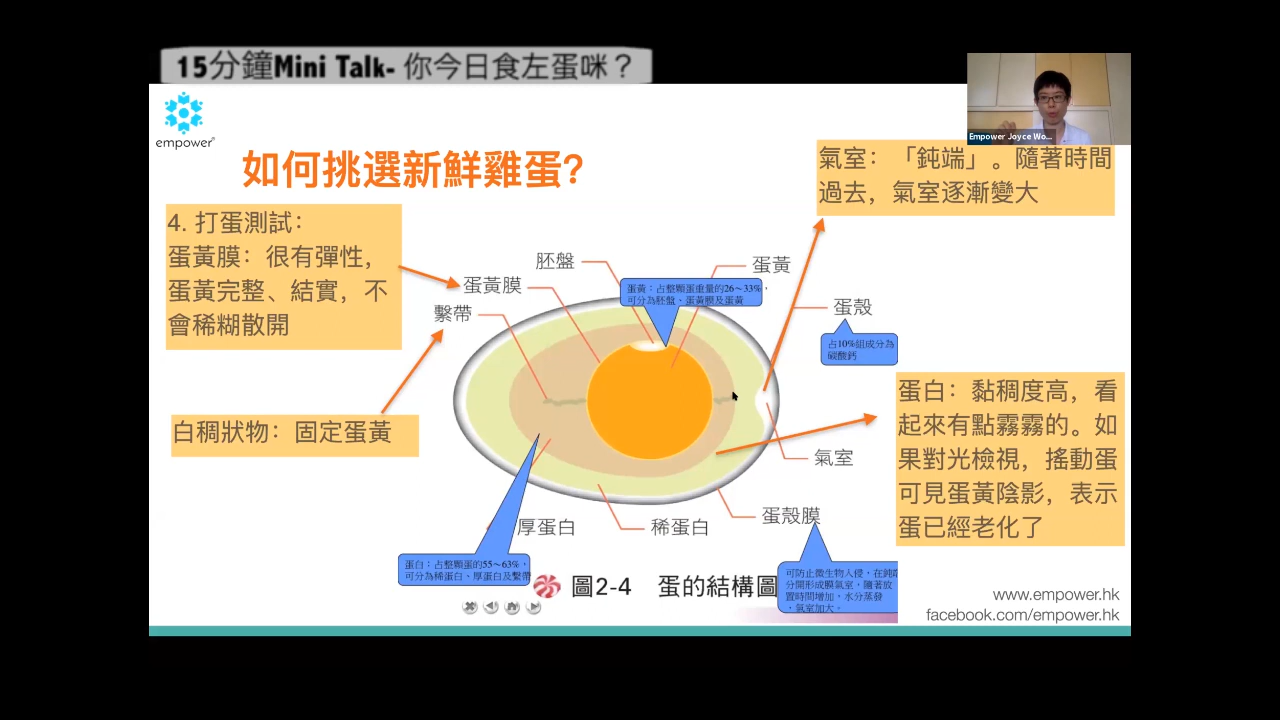 15分鐘Mini Talk- 你今日食左蛋咪？
empower
Empower Joyce Wo...
如何挑選新鮮雞蛋?
氣室：「鈍端」。隨著時間
過去，氣室逐漸變大
4. 打蛋測試：
蛋黃膜：很有彈性，
蛋黃完整、結實，不
會稀糊散開
白稠狀物：固定蛋黃
胚盤
蛋黃
蛋黃膜
繫帶
蛋黃：占整顆蛋重量的26～33%，
可分為胚盤、蛋黃膜及蛋黃
蛋殼
占10%組成分為
碳酸鈣
蛋白：黏稠度高，看
起來有點霧霧的。如
果對光檢視，搖動蛋
可見蛋黃陰影，表示
蛋已經老化了
氣室
厚蛋白
稀蛋白
蛋殼膜
蛋白：占整顆蛋的55～63%，
可分為稀蛋白、厚蛋白及繫帶
可防止微生物入侵，在鈍端
分開形成膜氣室，隨著放
置時間增加，水分蒸發
，氣室加大。
圖2-4 蛋的結構圖
www.empower.hk
facebook.com/empower.hk